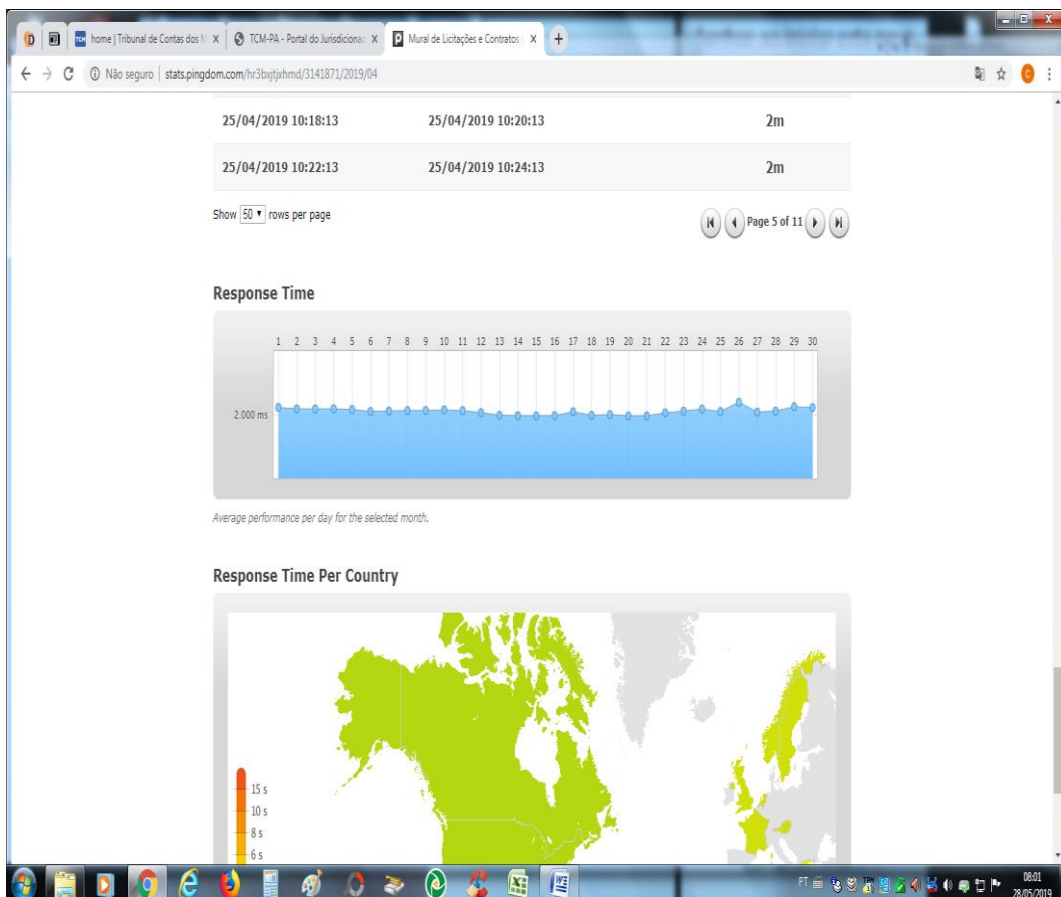 home | Tribunal de Contas dos M
TCM-PA - Portal do Jurisdiciona
Mural de Licitações e Contratos
Não seguro | stats.pingdom.com/hr3bxjtjxhmd/3141871/2019/04
25/04/2019 10:18:13 25/04/2019 10:20:13 2m
25/04/2019 10:22:13 25/04/2019 10:24:13 2m
Show 50 rows per page Page 5 of 11
Response Time
1 2 3 4 5 6 7 8 9 10 11 12 13 14 15 16 17 18 19 20 21 22 23 24 25 26 27 28 29 30
2.000 ms
Average performance per day for the selected month.
Response Time Per Country
15 s
10 s
8 s
6 s
PT 08:01
28/05/2019